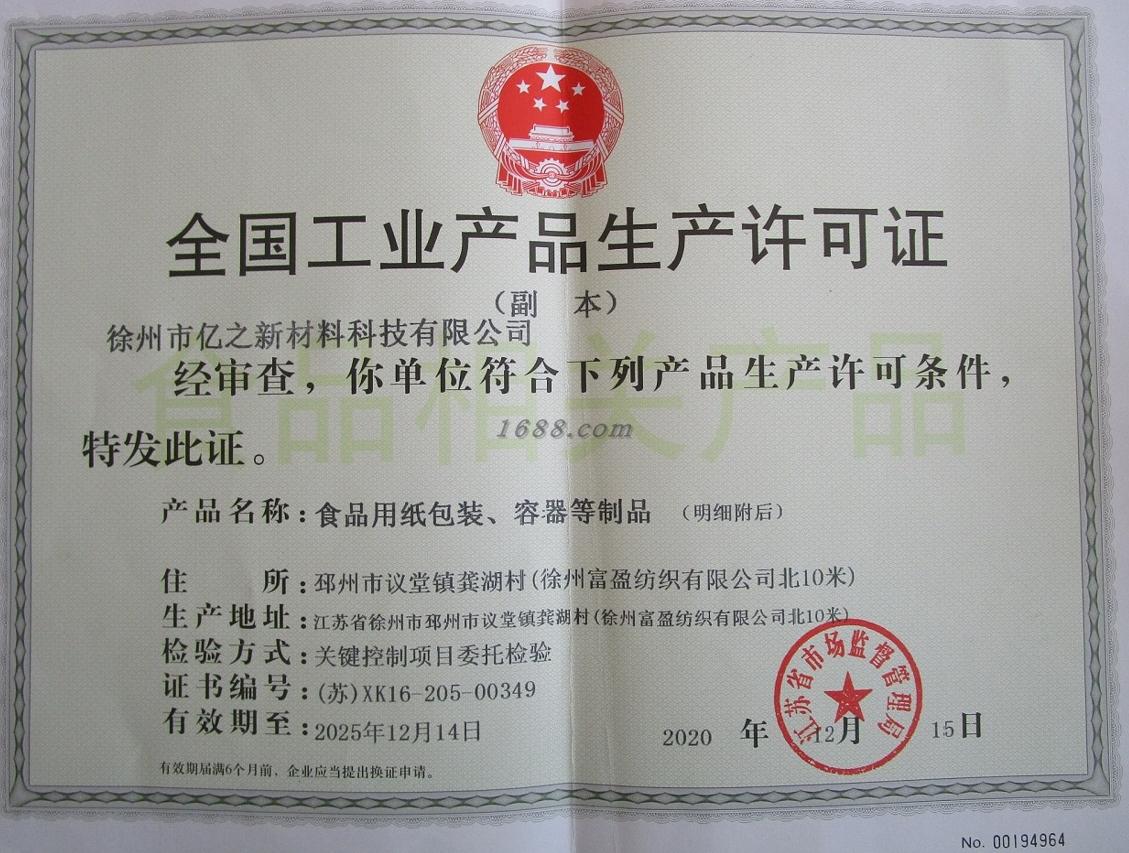 全国工业产品生产许可证
（副 本）
徐州市亿之新材料科技有限公司
食品相关产品
经审查，你单位符合下列产品生产许可条件，
1688.com
特发此证。
产品名称：食品用纸包装、容器等制品 （明细附后）
住 所：邳州市议堂镇龚湖村(徐州富盈纺织有限公司北10米)
生产地址：江苏省徐州市邳州市议堂镇龚湖村(徐州富盈纺织有限公司北10米)
检验方式：关键控制项目委托检验
证书编号：(苏)XK16-205-00349
有效期至：2025年12月14日
江苏省市场监督管理局
2020 年 12月 15日
有效期届满6个月前，企业应当提出换证申请。
No. 00194964